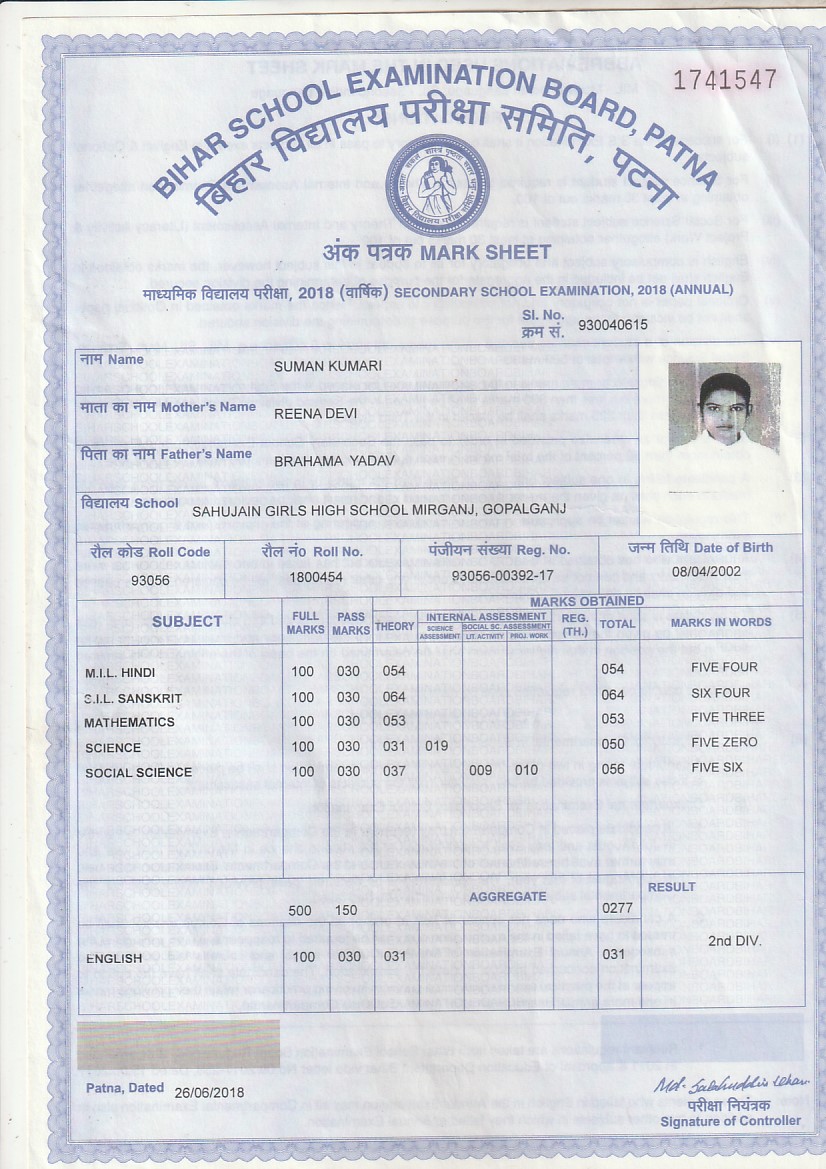 1741547
BIHAR SCHOOL EXAMINATION BOARD, PATNA
बिहार विद्यालय परीक्षा समिति, पटना
अंक पत्रक MARK SHEET
माध्यमिक विद्यालय परीक्षा, 2018 (वार्षिक) SECONDARY SCHOOL EXAMINATION, 2018 (ANNUAL)
Sl. No.
क्रम सं. 930040615
नाम Name SUMAN KUMARI
माता का नाम Mother's Name REENA DEVI
पिता का नाम Father's Name BRAHAMA YADAV
विद्यालय School SAHUJAIN GIRLS HIGH SCHOOL MIRGANJ, GOPALGANJ
रौल कोड Roll Code रौल नं० Roll No. पंजीयन संख्या Reg. No. जन्म तिथि Date of Birth
93056 1800454 93056-00392-17 08/04/2002
MARKS OBTAINED
SUBJECT FULL MARKS PASS MARKS THEORY INTERNAL ASSESSMENT REG. (TH.) TOTAL MARKS IN WORDS
SCIENCE ASSESSMENT SOCIAL SC. ASSESSMENT LIT. ACTIVITY PROJ. WORK
M.I.L. HINDI 100 030 054 054 FIVE FOUR
S.I.L. SANSKRIT 100 030 064 064 SIX FOUR
MATHEMATICS 100 030 053 053 FIVE THREE
SCIENCE 100 030 031 019 050 FIVE ZERO
SOCIAL SCIENCE 100 030 037 009 010 056 FIVE SIX
500 150 AGGREGATE 0277 RESULT
2nd DIV.
ENGLISH 100 030 031 031
Patna, Dated 26/06/2018
परीक्षा नियंत्रक
Signature of Controller